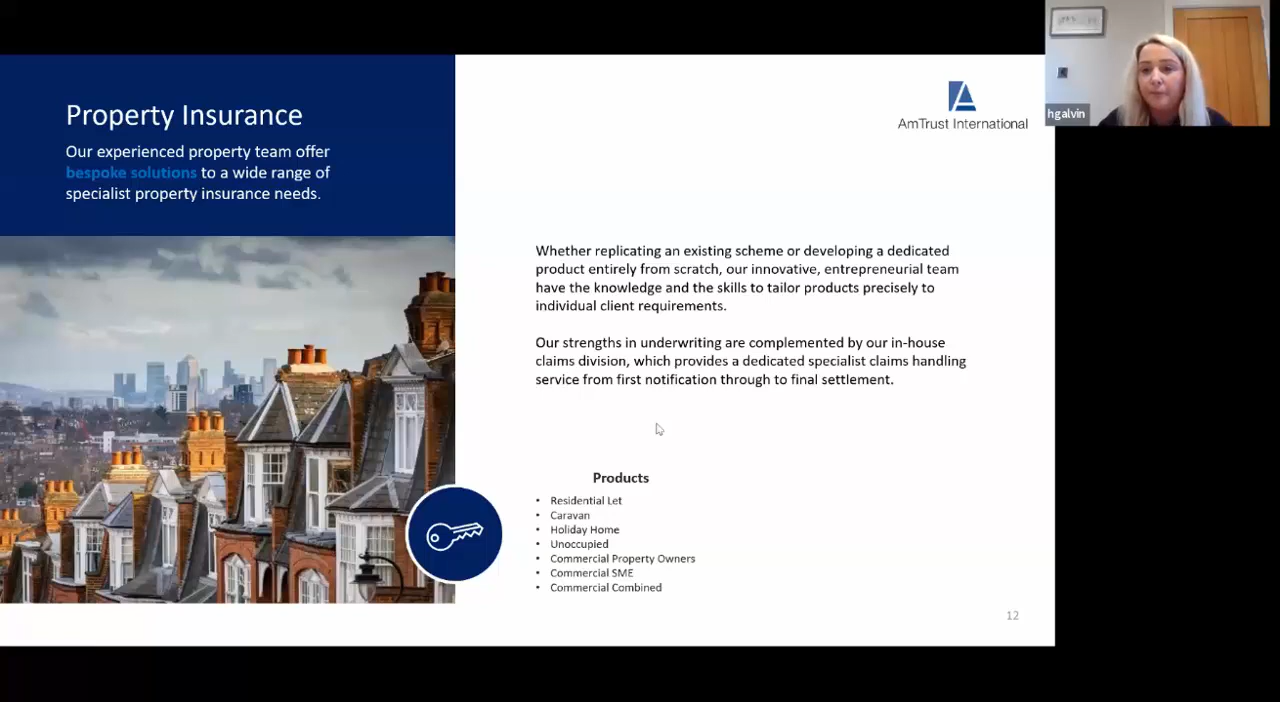 Property Insurance
Our experienced property team offer
bespoke solutions to a wide range of
specialist property insurance needs.
AmTrust International
hgalvin
Whether replicating an existing scheme or developing a dedicated
product entirely from scratch, our innovative, entrepreneurial team
have the knowledge and the skills to tailor products precisely to
individual client requirements.
Our strengths in underwriting are complemented by our in-house
claims division, which provides a dedicated specialist claims handling
service from first notification through to final settlement.
Products
• Residential Let
• Caravan
• Holiday Home
• Unoccupied
• Commercial Property Owners
• Commercial SME
• Commercial Combined
12